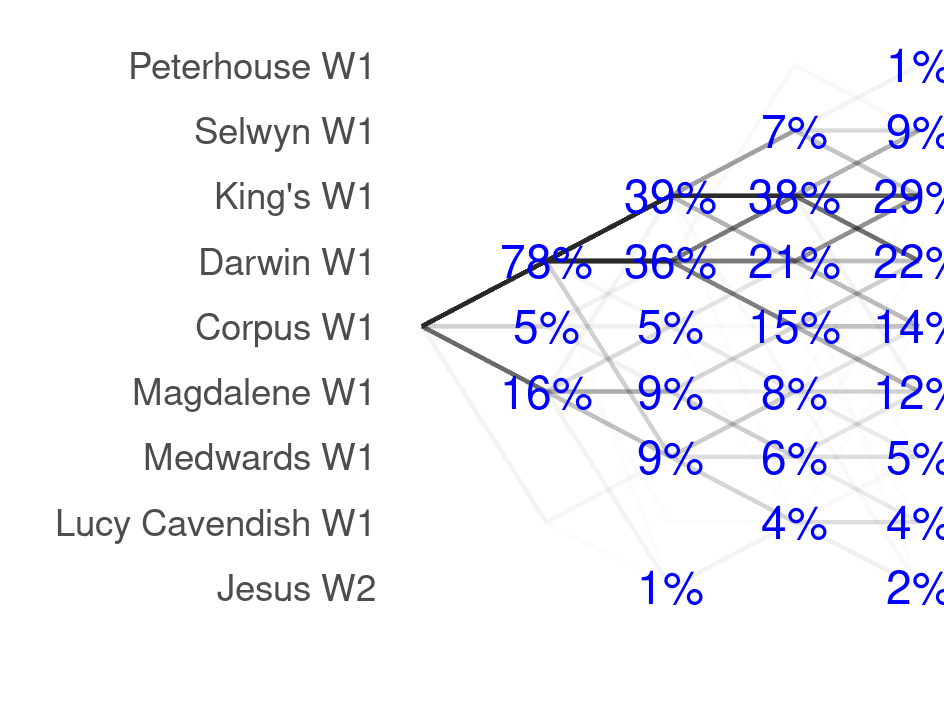 Peterhouse W1 1%
Selwyn W1 7% 9%
King's W1 39% 38% 29%
Darwin W1 78% 36% 21% 22%
Corpus W1 5% 5% 15% 14%
Magdalene W1 16% 9% 8% 12%
Medwards W1 9% 6% 5%
Lucy Cavendish W1 4% 4%
Jesus W2 1% 2%